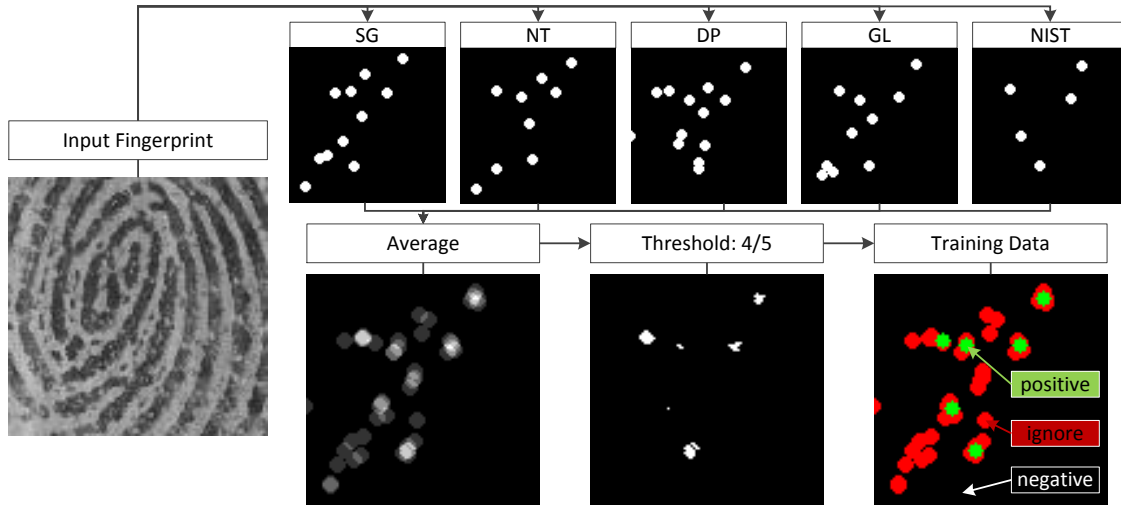 SG
NT
DP
GL
NIST
Input Fingerprint
Average
Threshold: 4/5
Training Data
positive
ignore
negative